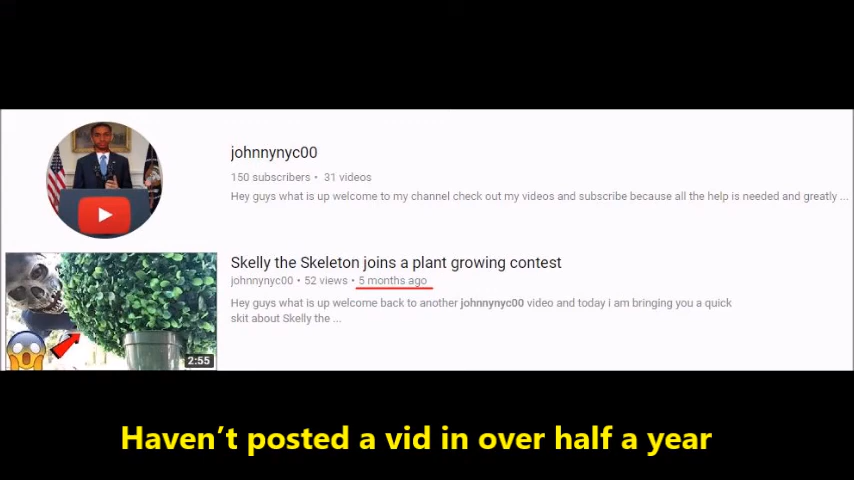 johnnynyc00
150 subscribers • 31 videos
Hey guys what is up welcome to my channel check out my videos and subscribe because all the help is needed and greatly ...
Skelly the Skeleton joins a plant growing contest
johnnynyc00 • 52 views • 5 months ago
Hey guys what is up welcome back to another johnnynyc00 video and today i am bringing you a quick
skit about Skelly the ...
2:55
Haven't posted a vid in over half a year